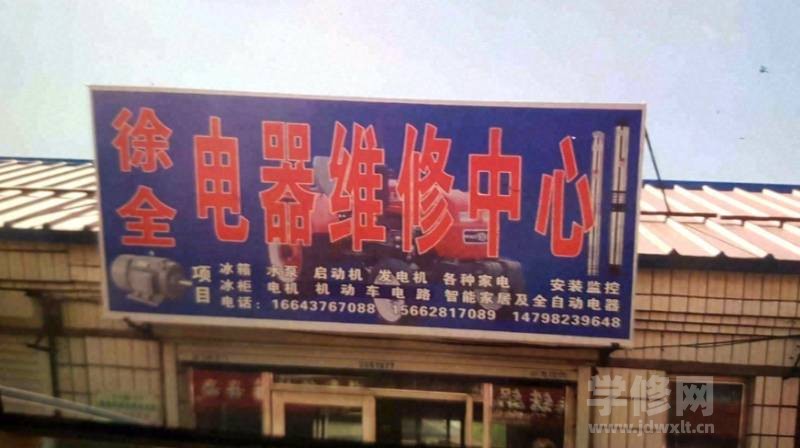 徐全
电器维修中心
项目
冰箱 水泵 启动机 发电机 各种家电 安装监控
冰柜 电机 机动车电路 智能家居及全自动电器
电话：16643767088 15662817089 14798239648
学修网
www.jdwxlt.cn